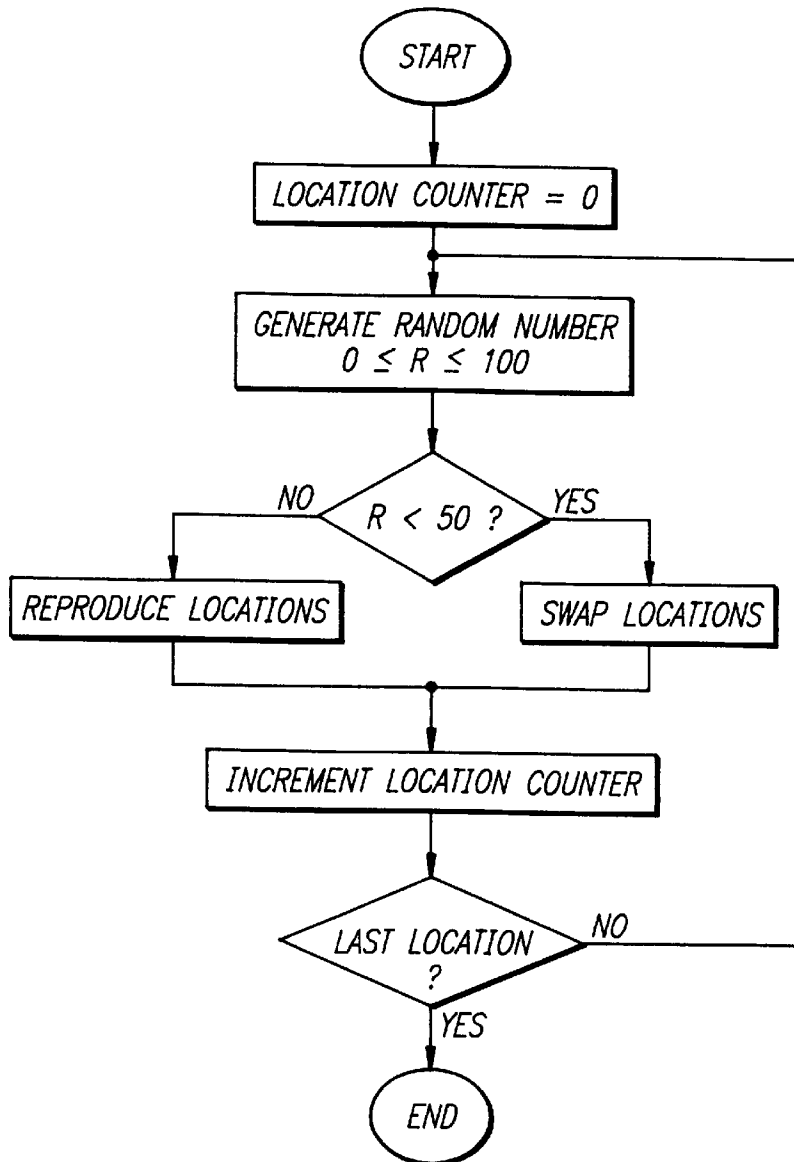 START
LOCATION COUNTER = 0
GENERATE RANDOM NUMBER
0 ≤ R ≤ 100
R < 50 ?
NO
YES
REPRODUCE LOCATIONS
SWAP LOCATIONS
INCREMENT LOCATION COUNTER
LAST LOCATION
?
NO
YES
END